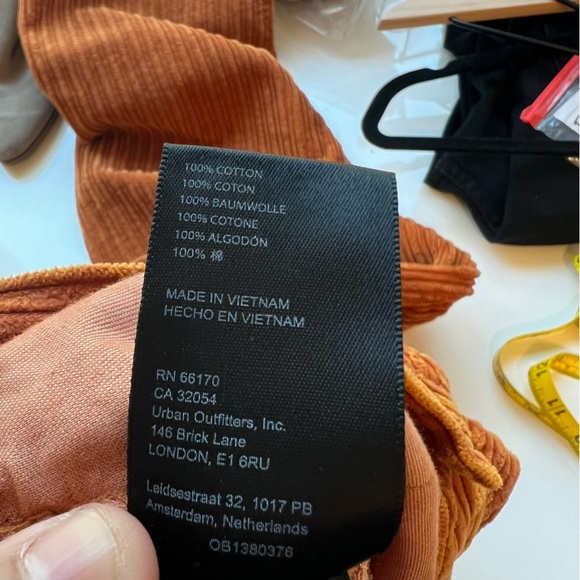 100% COTTON
100% COTON
100% BAUMWOLLE
100% COTONE
100% ALGODÓN
100% 棉
MADE IN VIETNAM
HECHO EN VIETNAM
RN 66170
CA 32054
Urban Outfitters, Inc.
146 Brick Lane
LONDON, E1 6RU
Leidsestraat 32, 1017 PB
Amsterdam, Netherlands
OB1380376